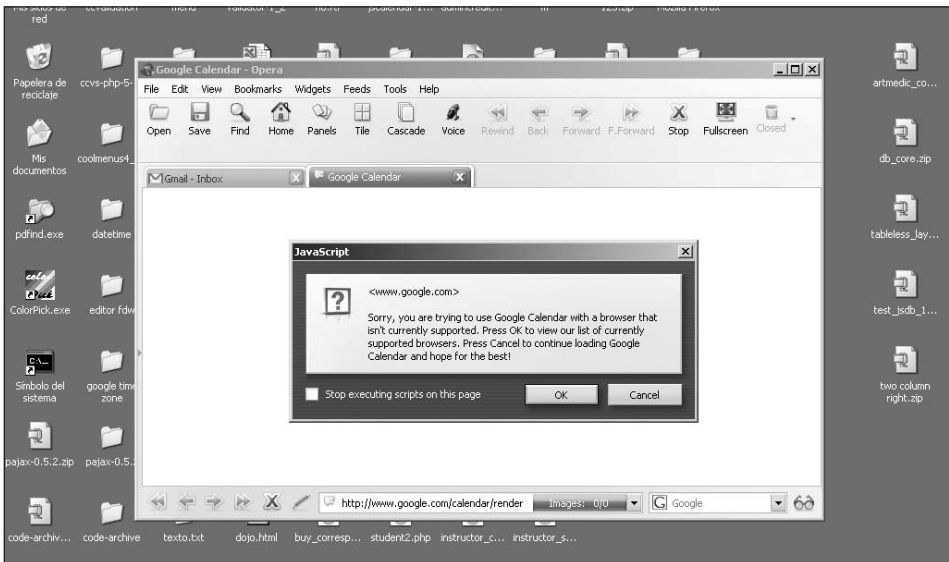 red
Google Calendar - Opera
File Edit View Bookmarks Widgets Feeds Tools Help
Open Save Find Home Panels Tile Cascade Voice Rewind Back Forward F.Forward Stop Fullscreen Closed
Gmail - Inbox
Google Calendar
JavaScript
<www.google.com>
Sorry, you are trying to use Google Calendar with a browser that
isn't currently supported. Press OK to view our list of currently
supported browsers. Press Cancel to continue loading Google
Calendar and hope for the best!
Stop executing scripts on this page
OK
Cancel
http://www.google.com/calendar/render
Images: 0/0
Google
Papelera de
reciclaje
ccvs-php-5-
Mis
documentos
coolmenus4_
pdfind.exe
datetime
ColorPick.exe
editor fdw
Símbolo del
sistema
google time
zone
pajax-0.5.2.zip
pajax-0.5.
code-archiv...
code-archive
texto.txt
dojo.html
buy_corresp...
student2.php
instructor_c...
instructor_s...
artmedic_co...
db_core.zip
tableless_lay...
test_jsdb_1...
two column
right.zip